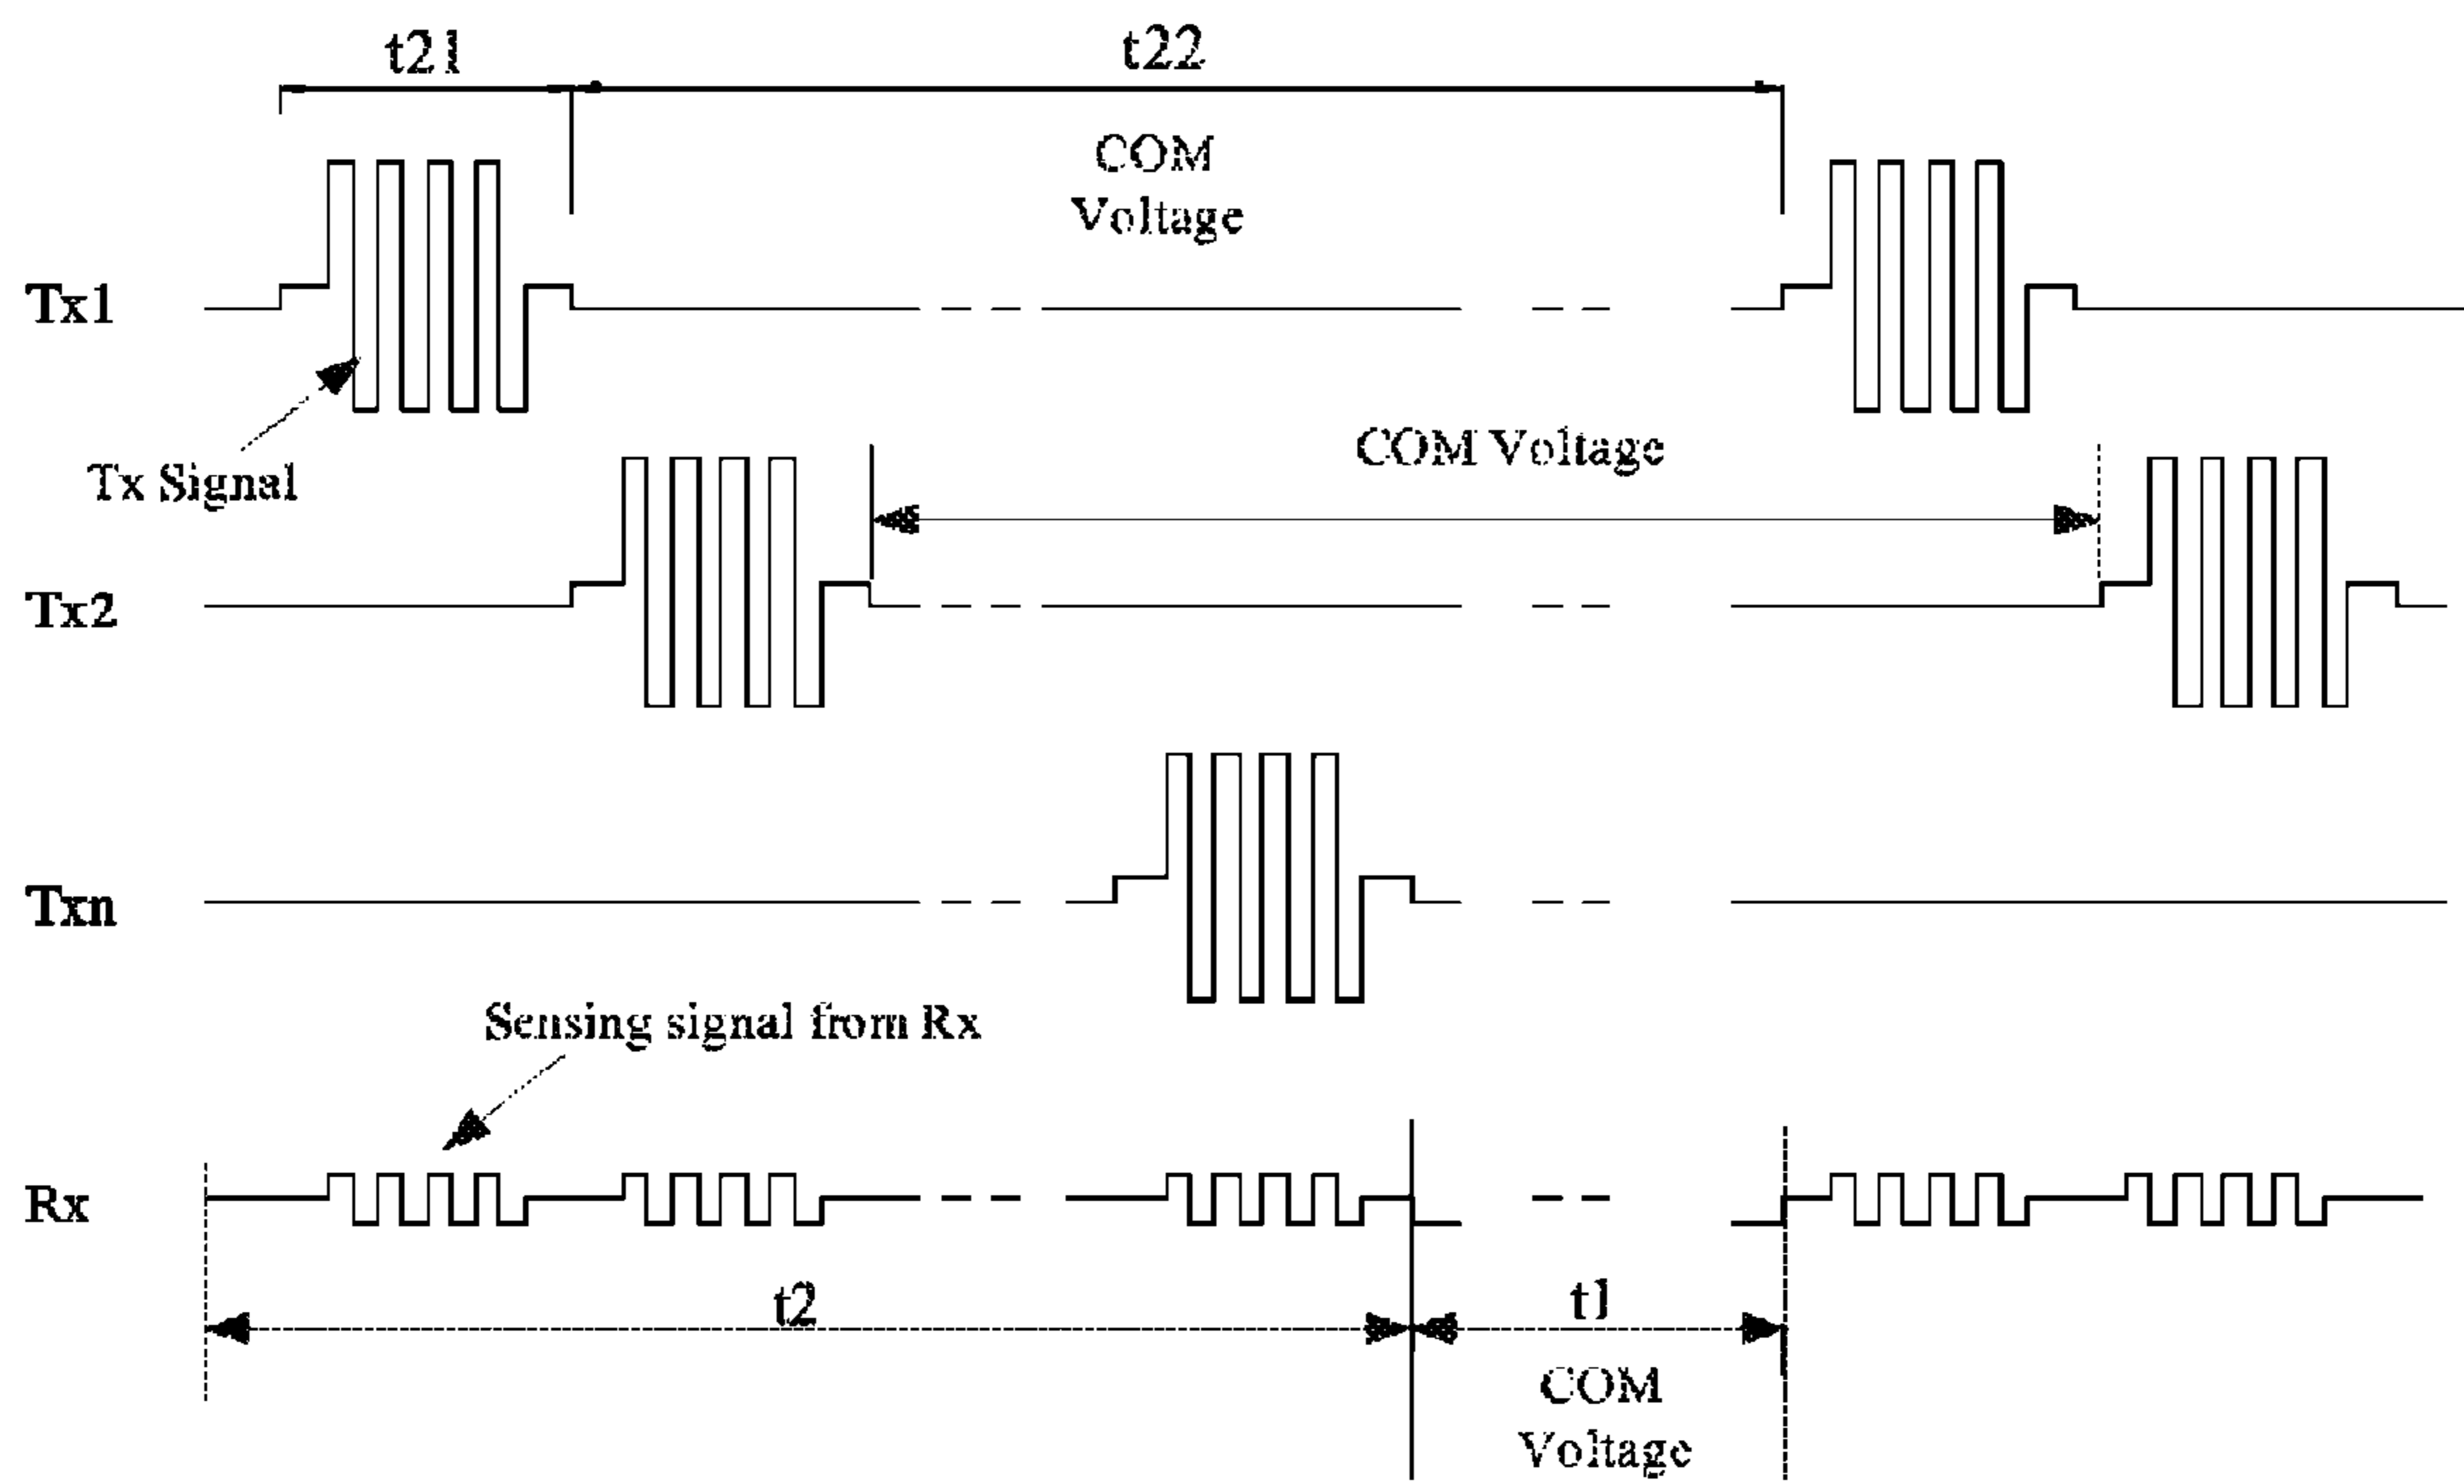 t21
t22
COM
Voltage
Tx1
COM Voltage
Tx Signal
Tx2
Txn
Sensing signal from Rx
Rx
t2
t1
COM
Voltage